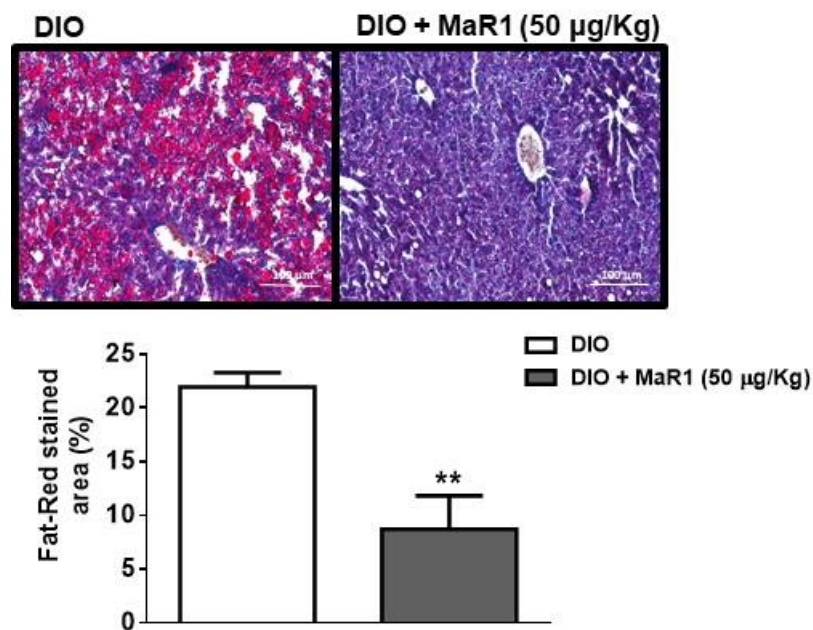 DIO
DIO + MaR1 (50 µg/Kg)
100 µm
100 µm
25
20
15
10
5
0
Fat-Red stained
area (%)
**
DIO
DIO + MaR1 (50 µg/Kg)